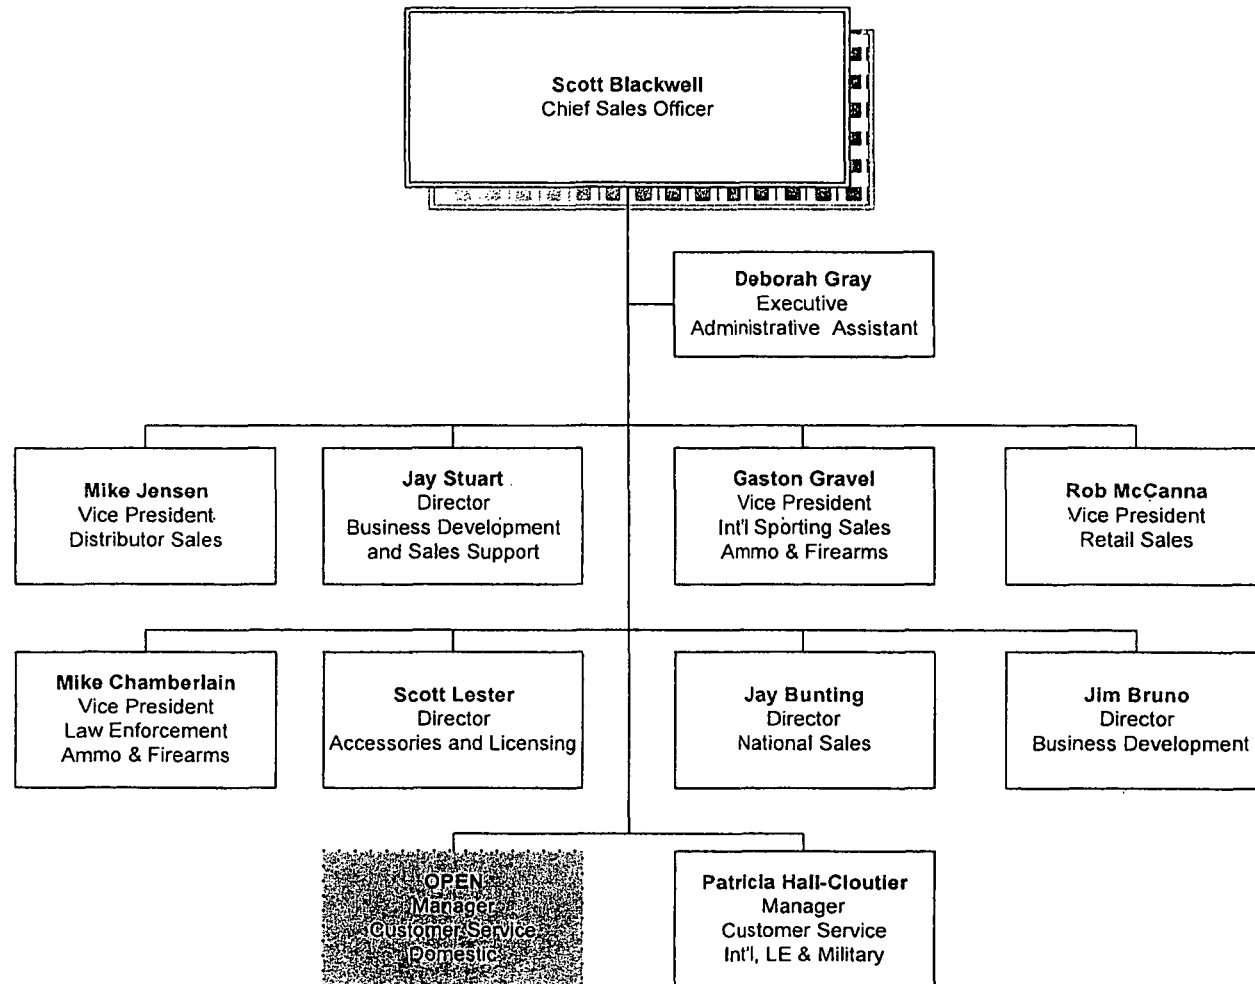 Scott Blackwell
Chief Sales Officer
Deborah Gray
Executive
Administrative Assistant
Mike Jensen
Vice President
Distributor Sales
Jay Stuart
Director
Business Development
and Sales Support
Gaston Gravel
Vice President
Int'l Sporting Sales
Ammo & Firearms
Rob McCanna
Vice President
Retail Sales
Mike Chamberlain
Vice President
Law Enforcement
Ammo & Firearms
Scott Lester
Director
Accessories and Licensing
Jay Bunting
Director
National Sales
Jim Bruno
Director
Business Development
OPEN
Manager
Customer Service
Domestic
Patricia Hall-Cloutier
Manager
Customer Service
Int'l, LE & Military